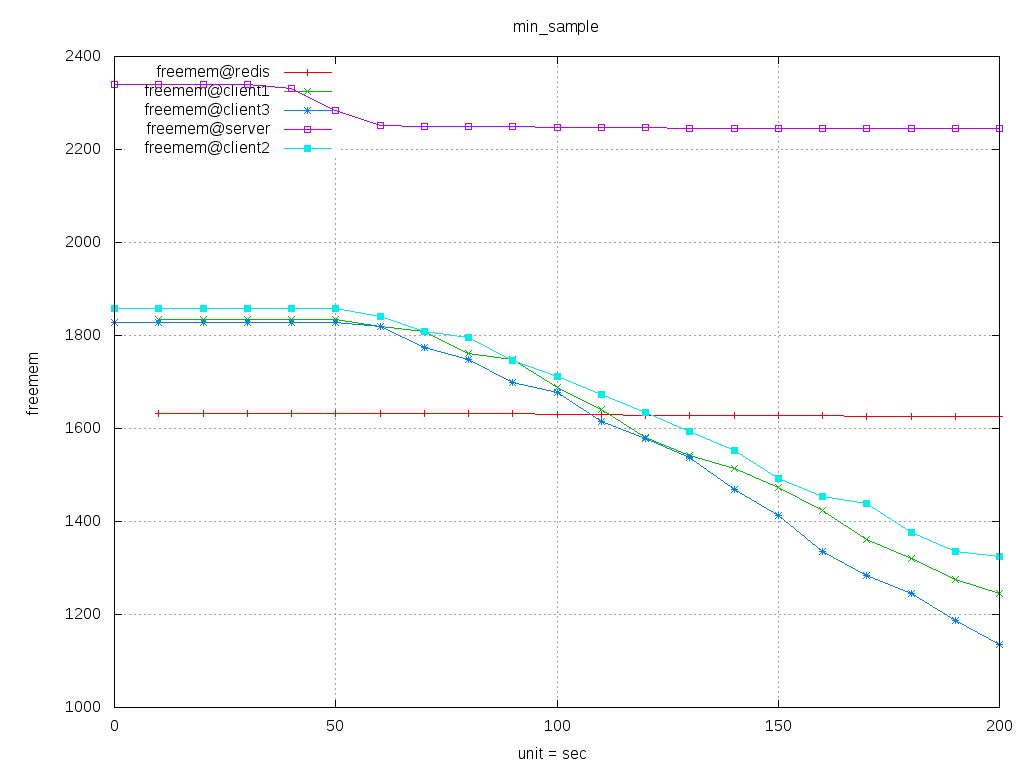 min_sample
2400
freemem@redis
freemem@client1
freemem@client3
freemem@server
freemem@client2
2200
2000
1800
freemem
1600
1400
1200
1000
0 50 100 150 200
unit = sec